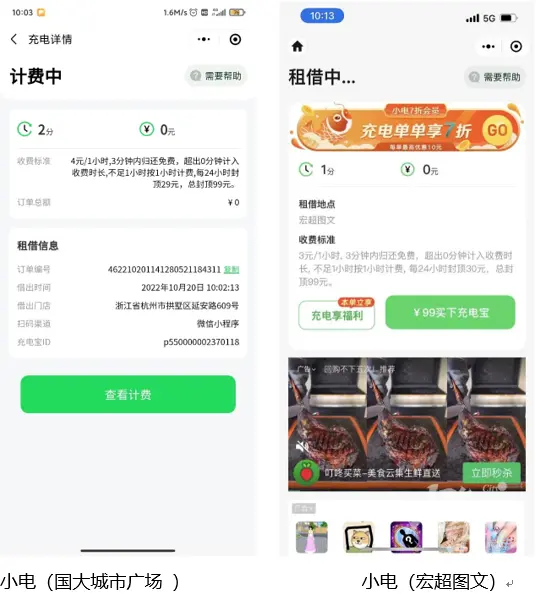 10:03
1.6M/s
充电详情
计费中
需要帮助
2分
0元
收费标准
4元/1小时,3分钟内归还免费，超出0分钟计入
收费时长,不足1小时按1小时计费,每24小时封
顶29元，总封顶99元。
订单总额
¥ 0
租借信息
订单编号
462210201141280521184311 复制
借出时间
2022年10月20日 10:02:13
借出门店
浙江省杭州市拱墅区延安路609号
扫码渠道
微信小程序
充电宝ID
p550000002370118
查看计费
小电（国大城市广场 ）
10:13
5G
租借中...
需要帮助
小电7折会员
充电单单享7折
GO
每单最高优惠10元
1分
0元
租借地点
宏超图文
收费标准
3元/1小时, 3分钟内归还免费，超出0分钟计入收费时
长, 不足1小时按1小时计费, 每24小时封顶30元，总封
顶99元。
本单立享
充电享福利
¥ 99买下充电宝
广告
叮咚买菜-美食云集生鲜直送
立即秒杀
广告
小电（宏超图文）